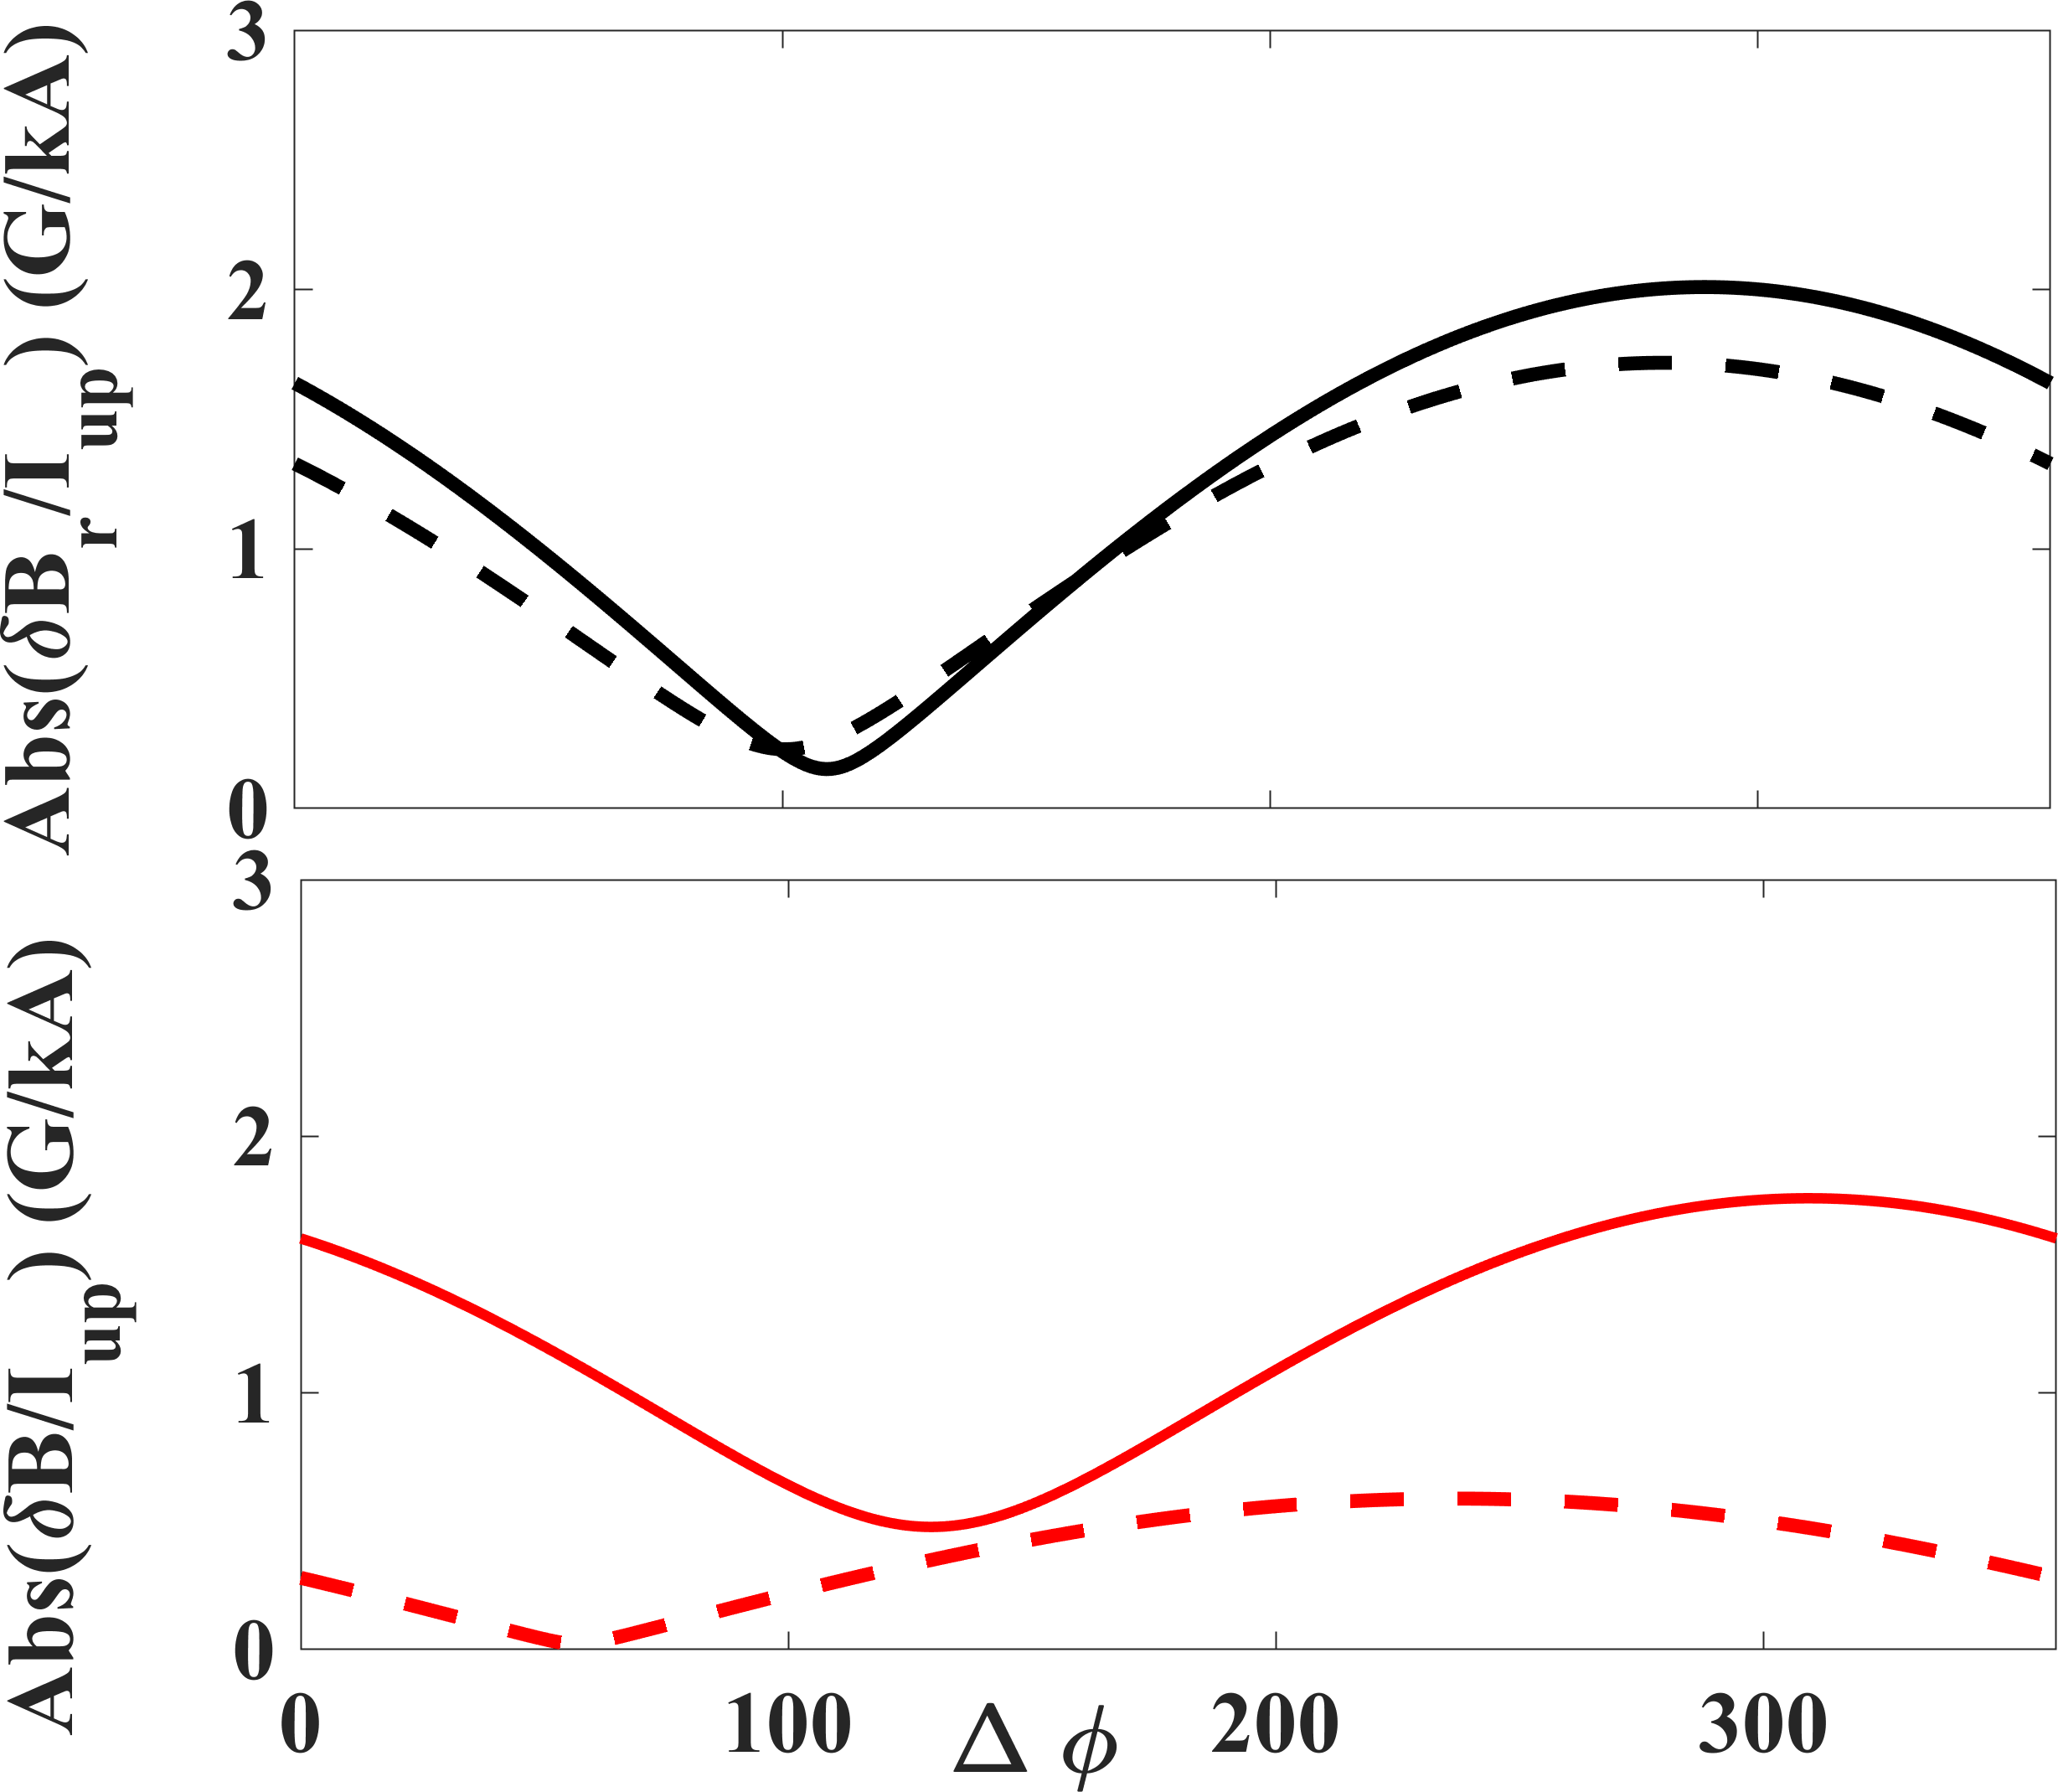 Abs(δB_r/I_up) (G/kA)
3
2
1
0
Abs(δB/I_up) (G/kA)
3
2
1
0
0 100 200 300
Δ ϕ